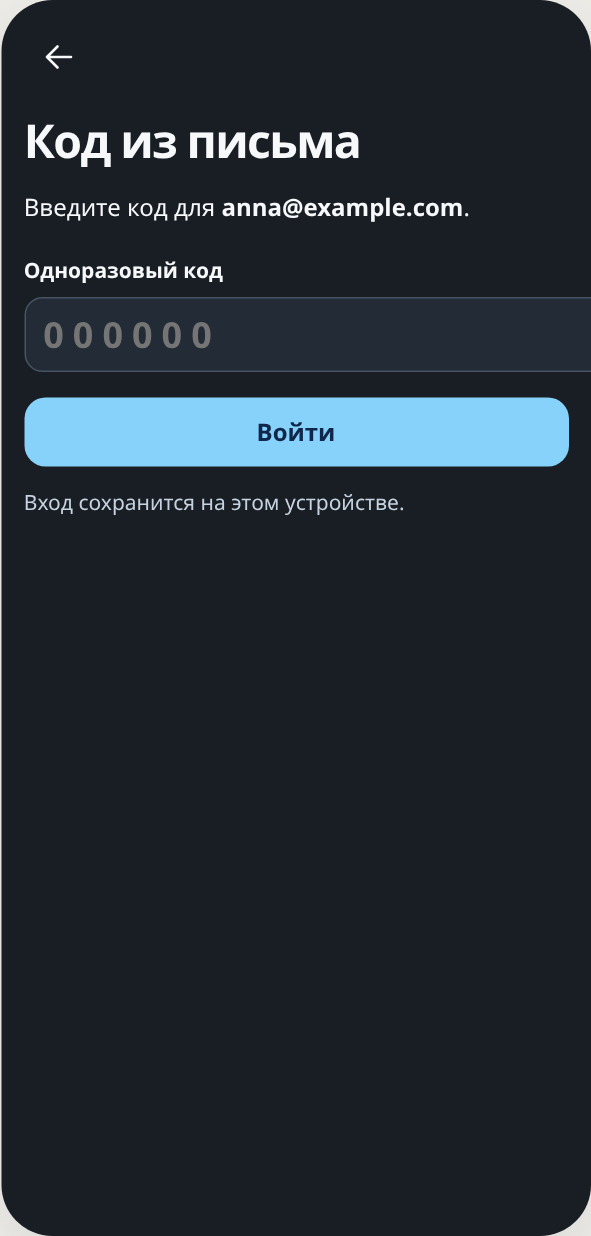 Код из письма
Введите код для anna@example.com.
Одноразовый код
000000
Войти
Вход сохранится на этом устройстве.